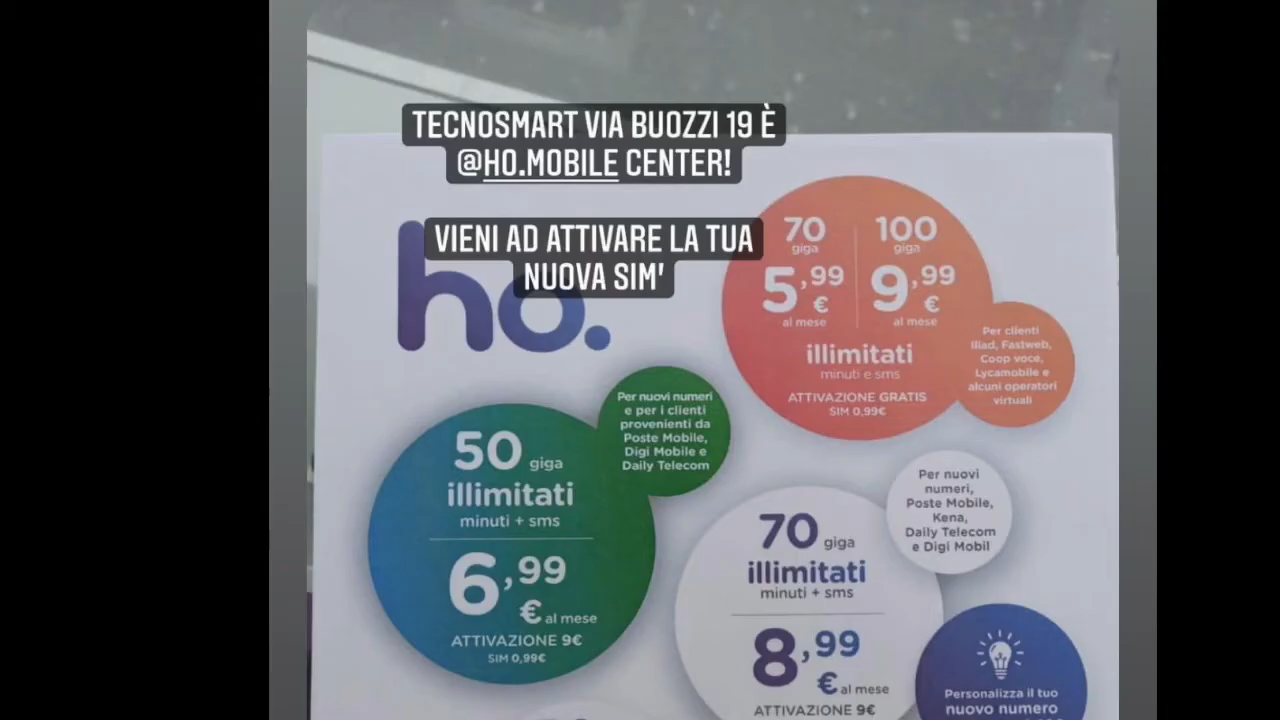 TECNOSMART VIA BUOZZI 19 È
@HO.MOBILE CENTER!
VIENI AD ATTIVARE LA TUA
NUOVA SIM'
ho.
70 giga
5,99 €
al mese
100 giga
9,99 €
al mese
illimitati
minuti e sms
ATTIVAZIONE GRATIS
SIM 0,99€
Per clienti
Iliad, Fastweb,
Coop voce,
Lycamobile e
alcuni operatori
virtuali
Per nuovi numeri
e per i clienti
provenienti da
Poste Mobile,
Digi Mobile e
Daily Telecom
50 giga
illimitati
minuti + sms
6,99
€ al mese
ATTIVAZIONE 9€
SIM 0,99€
Per nuovi
numeri,
Poste Mobile,
Kena,
Daily Telecom
e Digi Mobil
70 giga
illimitati
minuti + sms
8,99
€ al mese
ATTIVAZIONE 9€
Personalizza il tuo
nuovo numero